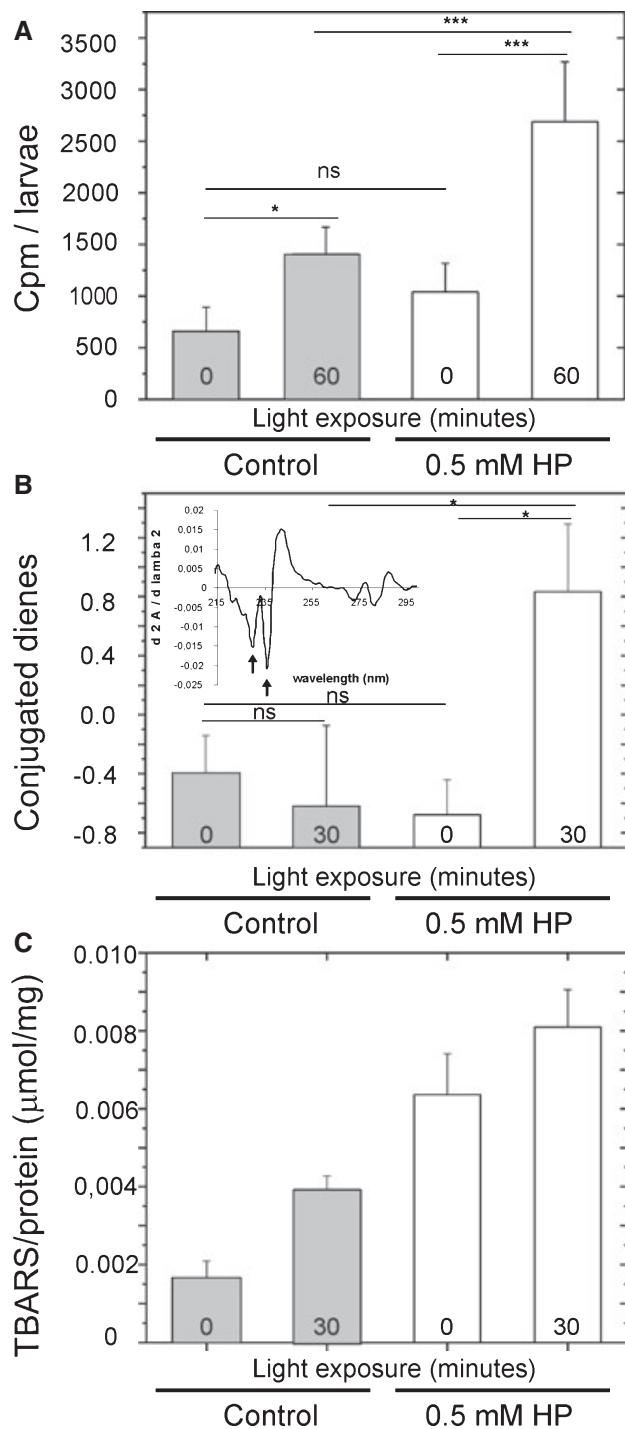 A
Cpm / larvae
3500
3000
2500
2000
1500
1000
500
0
***
***
ns
*
0
60
0
60
Light exposure (minutes)
Control
0.5 mM HP
B
Conjugated dienes
1.2
0.8
0.4
0.0
-0.4
-0.8
*
*
d 2 A / d lamba 2
0,02
0,015
0,01
0,005
0
-0,005
-0,01
-0,015
-0,02
-0,025
215
235
255
275
295
wavelength (nm)
ns
ns
0
30
0
30
Light exposure (minutes)
Control
0.5 mM HP
C
TBARS/protein (μmol/mg)
0.010
0.008
0.006
0,004
0.002
0
0
30
0
30
Light exposure (minutes)
Control
0.5 mM HP